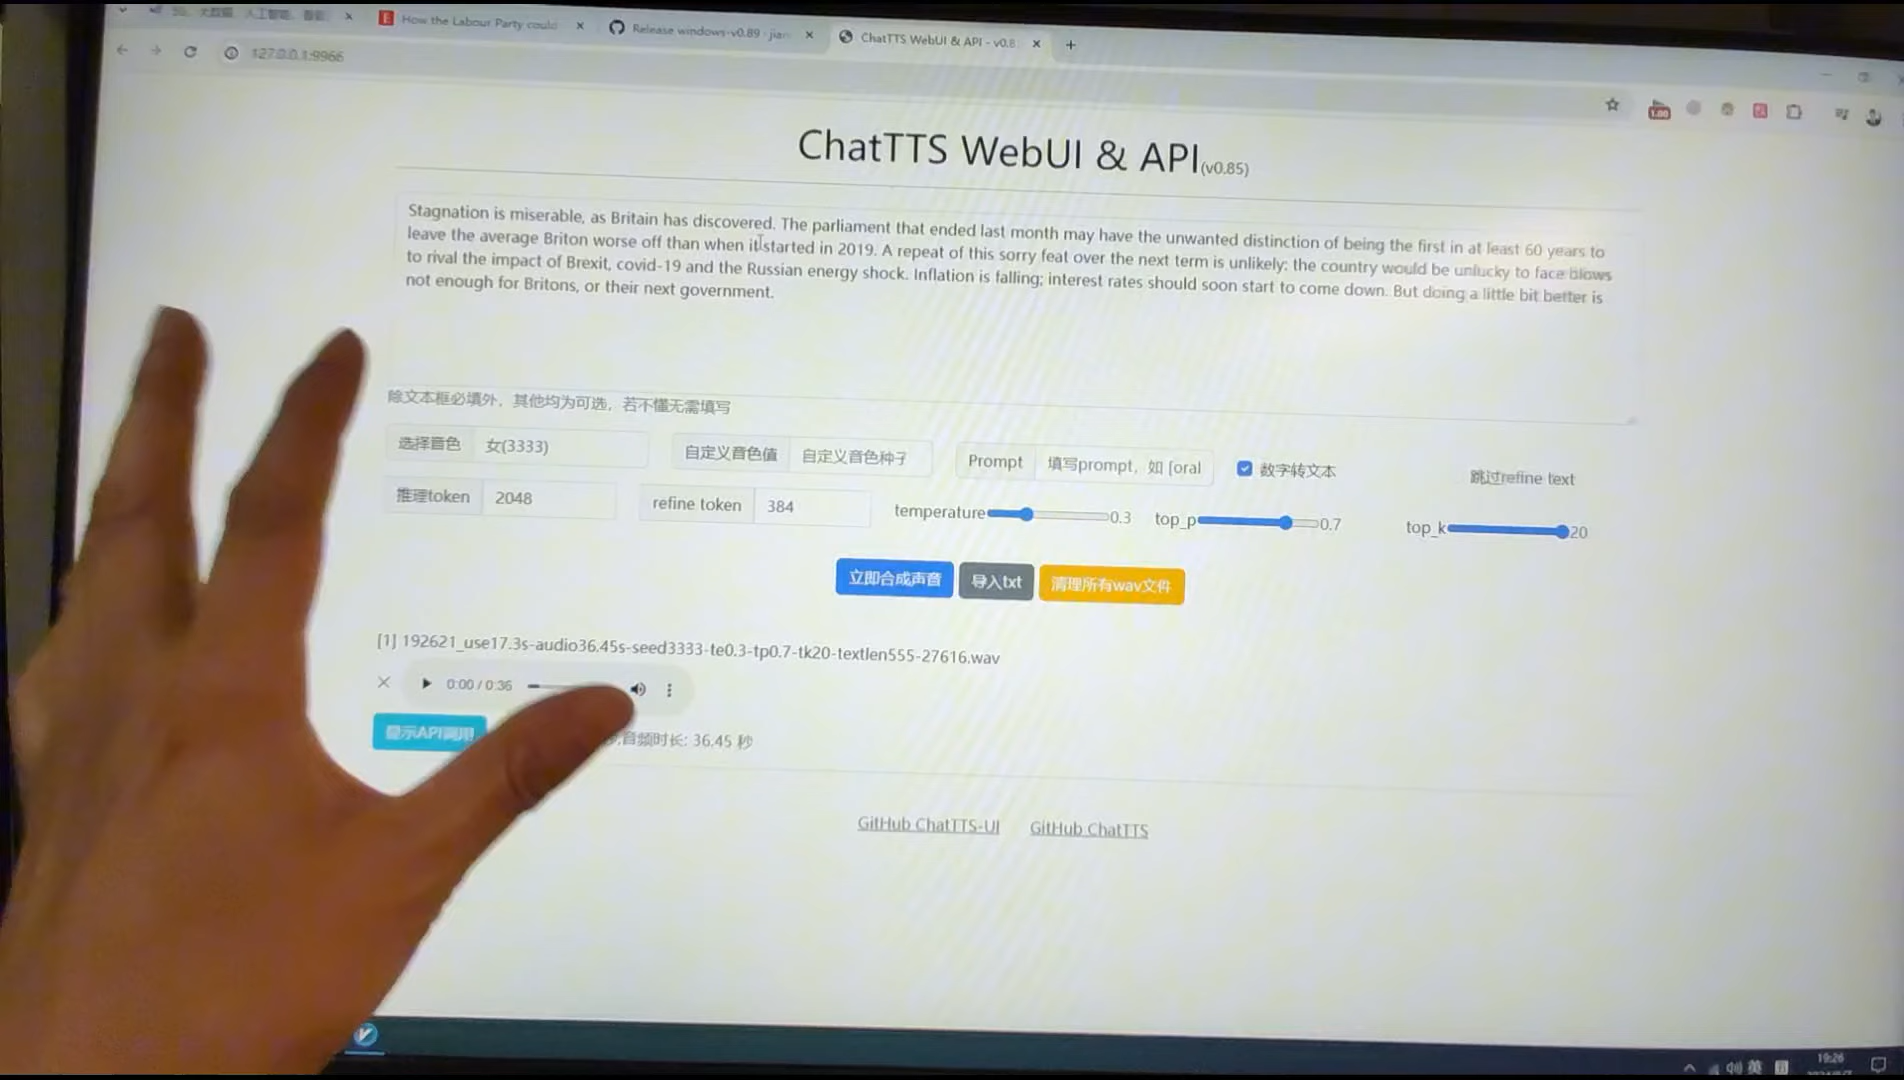 How the Labour Party could
Release windows-v0.89 · jian
ChatTTS WebUI & API - v0.8
127.0.0.1:9966
1.00
ChatTTS WebUI & API(v0.85)
Stagnation is miserable, as Britain has discovered. The parliament that ended last month may have the unwanted distinction of being the first in at least 60 years to
leave the average Briton worse off than when it started in 2019. A repeat of this sorry feat over the next term is unlikely: the country would be unlucky to face blows
to rival the impact of Brexit, covid-19 and the Russian energy shock. Inflation is falling; interest rates should soon start to come down. But doing a little bit better is
not enough for Britons, or their next government.
除文本框必填外，其他均为可选，若不懂无需填写
选择音色 女(3333) 自定义音色值 自定义音色种子 Prompt 填写prompt，如 [oral 数字转文本 跳过refine text
推理token 2048 refine token 384 temperature 0.3 top_p 0.7 top_k 20
立即合成声音 导入txt 清理所有wav文件
[1] 192621_use17.3s-audio36.45s-seed3333-te0.3-tp0.7-tk20-textlen555-27616.wav
0:00 / 0:36
显示API调用 音频时长: 36.45 秒
GitHub ChatTTS-UI GitHub ChatTTS
英
19:26